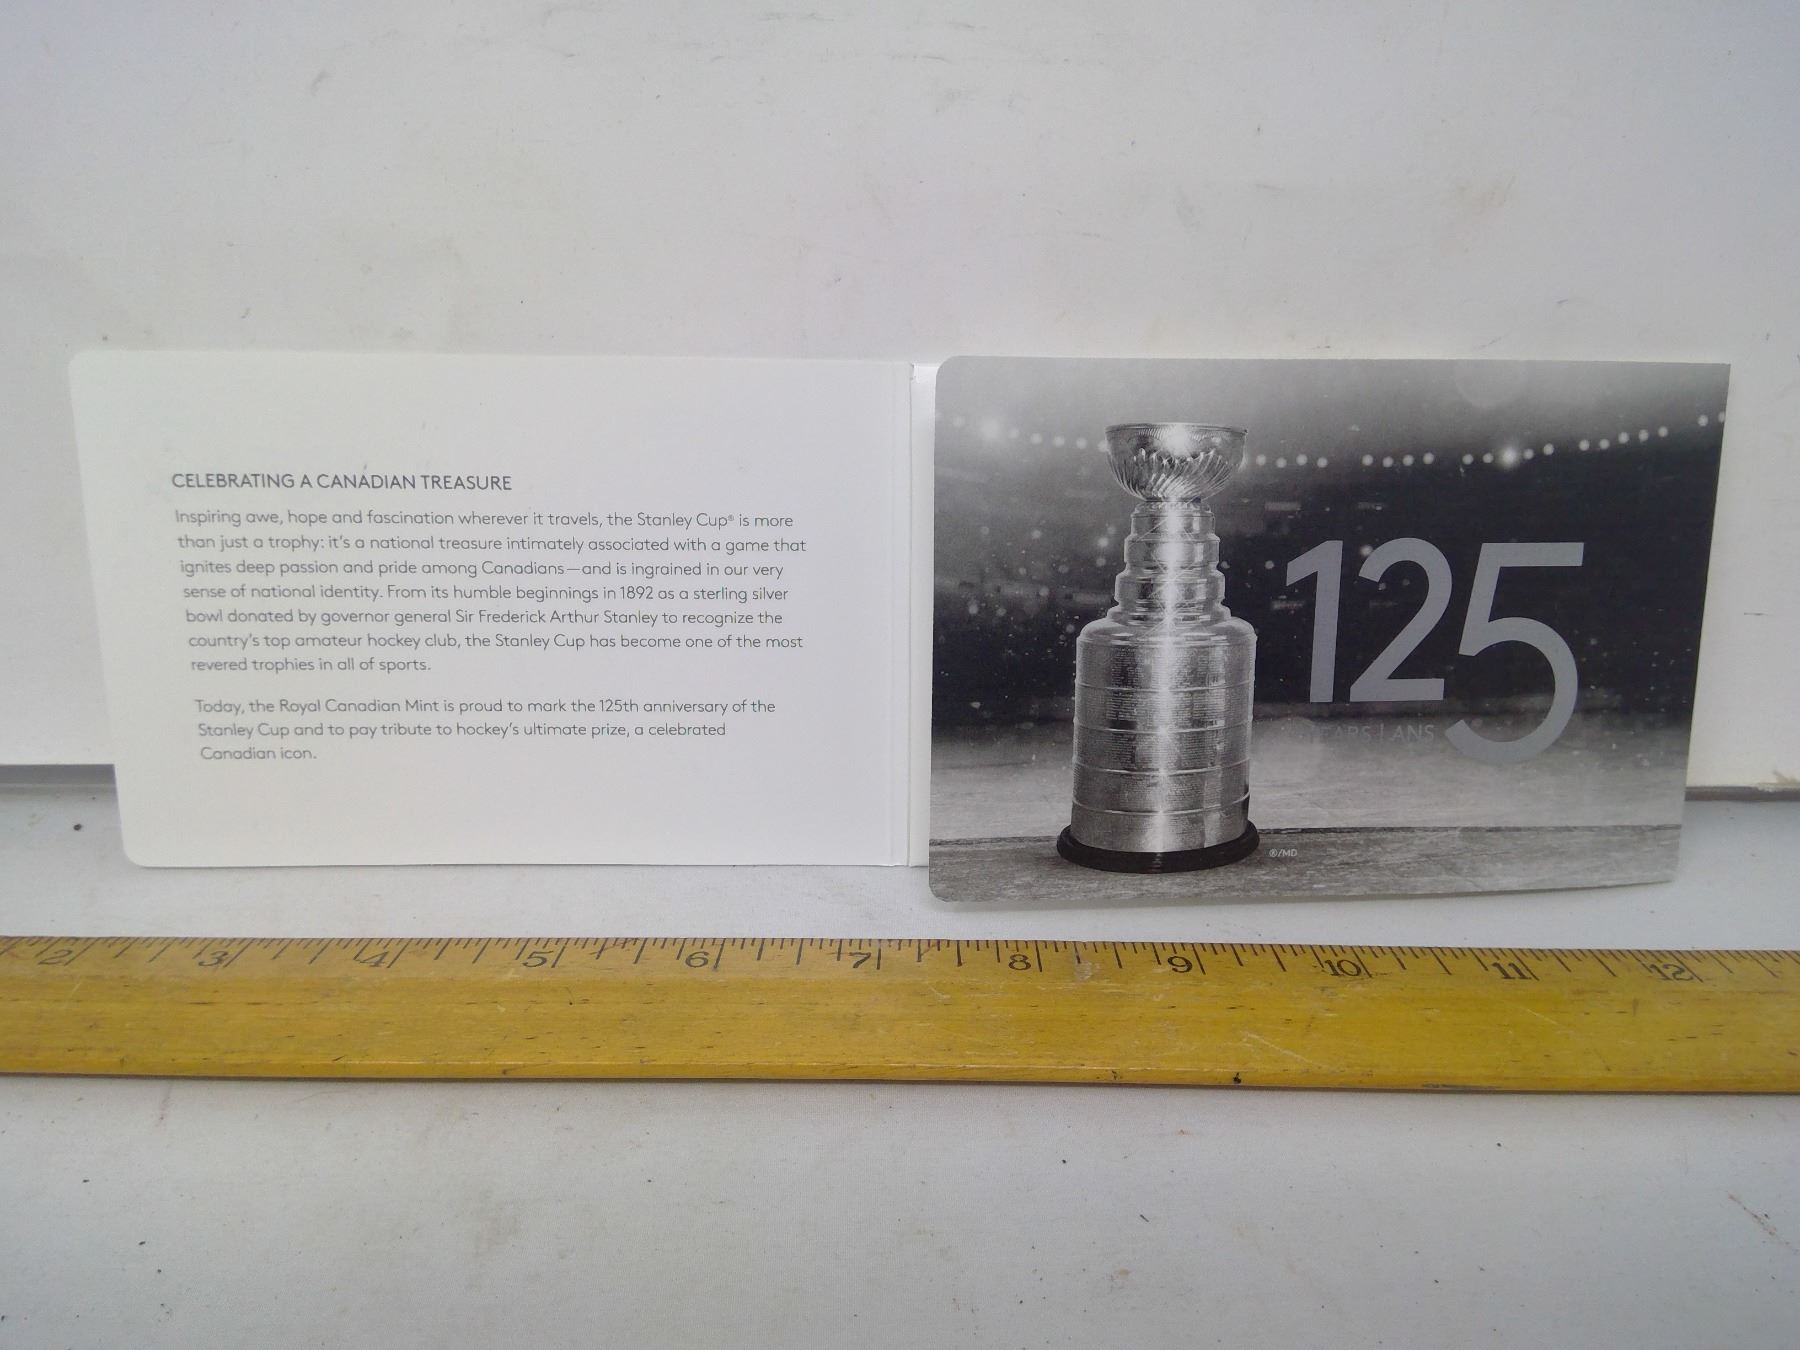 CELEBRATING A CANADIAN TREASURE
Inspiring awe, hope and fascination wherever it travels, the Stanley Cup® is more
than just a trophy: it's a national treasure intimately associated with a game that
ignites deep passion and pride among Canadians—and is ingrained in our very
sense of national identity. From its humble beginnings in 1892 as a sterling silver
bowl donated by governor general Sir Frederick Arthur Stanley to recognize the
country's top amateur hockey club, the Stanley Cup has become one of the most
revered trophies in all of sports.
Today, the Royal Canadian Mint is proud to mark the 125th anniversary of the
Stanley Cup and to pay tribute to hockey's ultimate prize, a celebrated
Canadian icon.
125
YEARS | ANS
®/MD
2 3 4 5 6 7 8 9 10 11 12